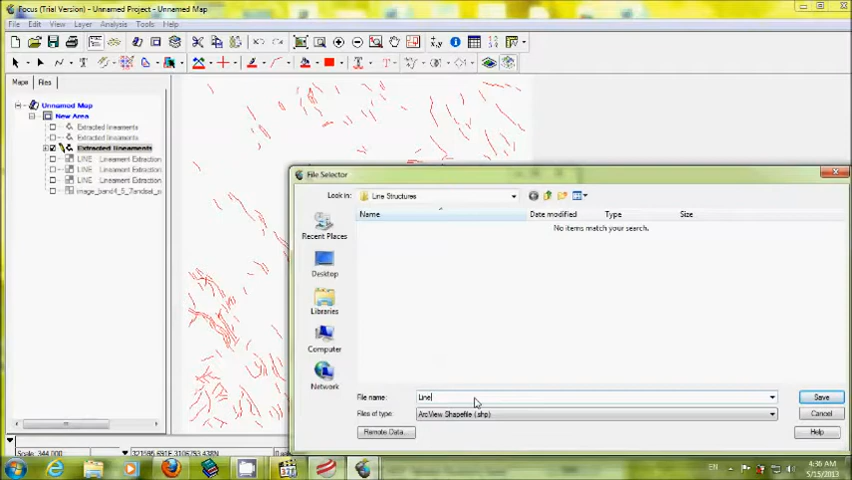 Focus (Trial Version) - Unnamed Project - Unnamed Map
File Edit View Layer Analysis Tools Help
Maps Files
Unnamed Map
New Area
Extracted lineaments
Extracted lineaments
Extracted lineaments
LINE Lineament Extraction
LINE Lineament Extraction
LINE Lineament Extraction
File Selector
Look in: Line Structures
Name Date modified Type Size
No items match your search.
Recent Places
Desktop
Libraries
Computer
Network
File name: Line
Save
Files of type: ArcView Shapefile (.shp)
Cancel
Remote Data...
Help
EN
4:36 AM
5/15/2013